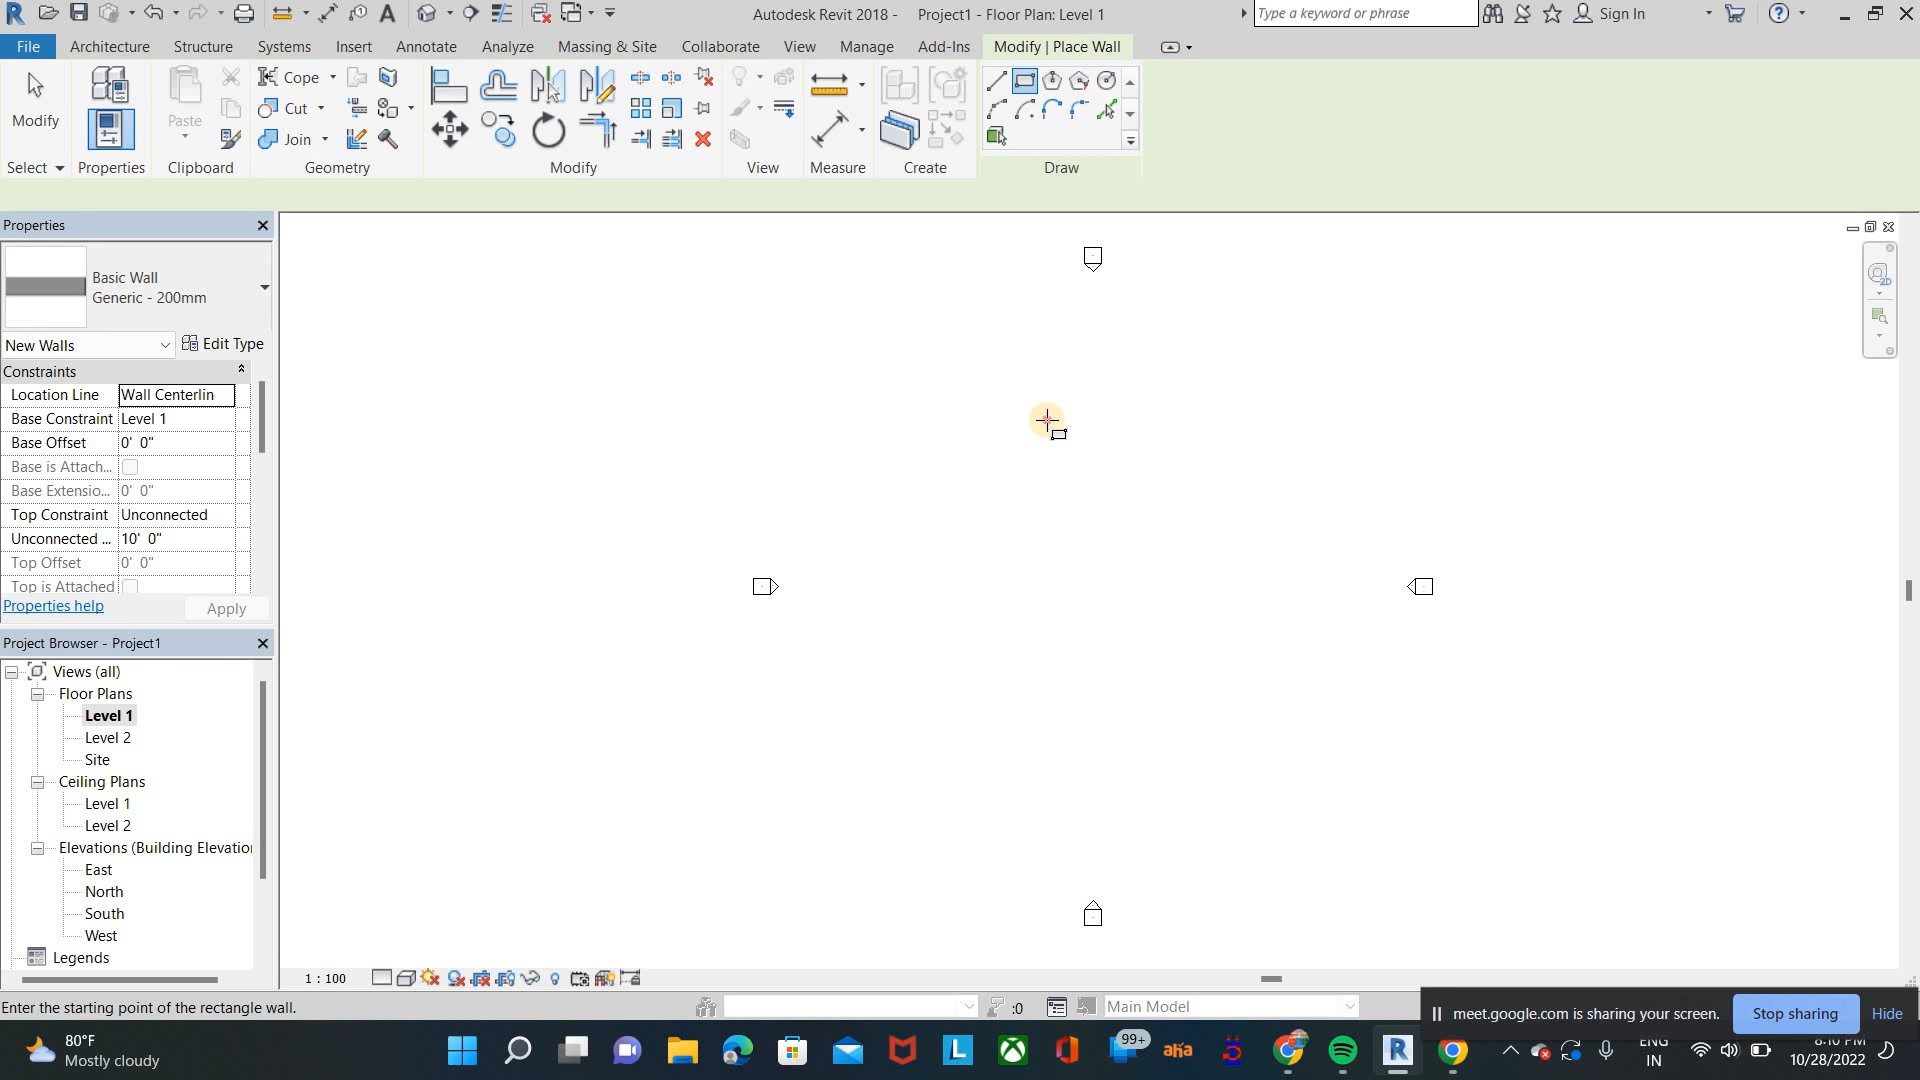 Autodesk Revit 2018 - Project1 - Floor Plan: Level 1
Type a keyword or phrase
Sign In
File Architecture Structure Systems Insert Annotate Analyze Massing & Site Collaborate View Manage Add-Ins Modify | Place Wall
Modify
Paste
Cope
Cut
Join
Select Properties Clipboard Geometry Modify View Measure Create Draw
Properties
Basic Wall
Generic - 200mm
New Walls Edit Type
Constraints
Location Line Wall Centerlin
Base Constraint Level 1
Base Offset 0' 0"
Base is Attach...
Base Extensio... 0' 0"
Top Constraint Unconnected
Unconnected ... 10' 0"
Top Offset 0' 0"
Top is Attached
Properties help Apply
Project Browser - Project1
Views (all)
Floor Plans
Level 1
Level 2
Site
Ceiling Plans
Level 1
Level 2
Elevations (Building Elevation
East
North
South
West
Legends
2D
1 : 100
Enter the starting point of the rectangle wall.
:0
Main Model
meet.google.com is sharing your screen. Stop sharing Hide
80°F
Mostly cloudy
99+
aha
ENG
IN
8:10 PM
10/28/2022